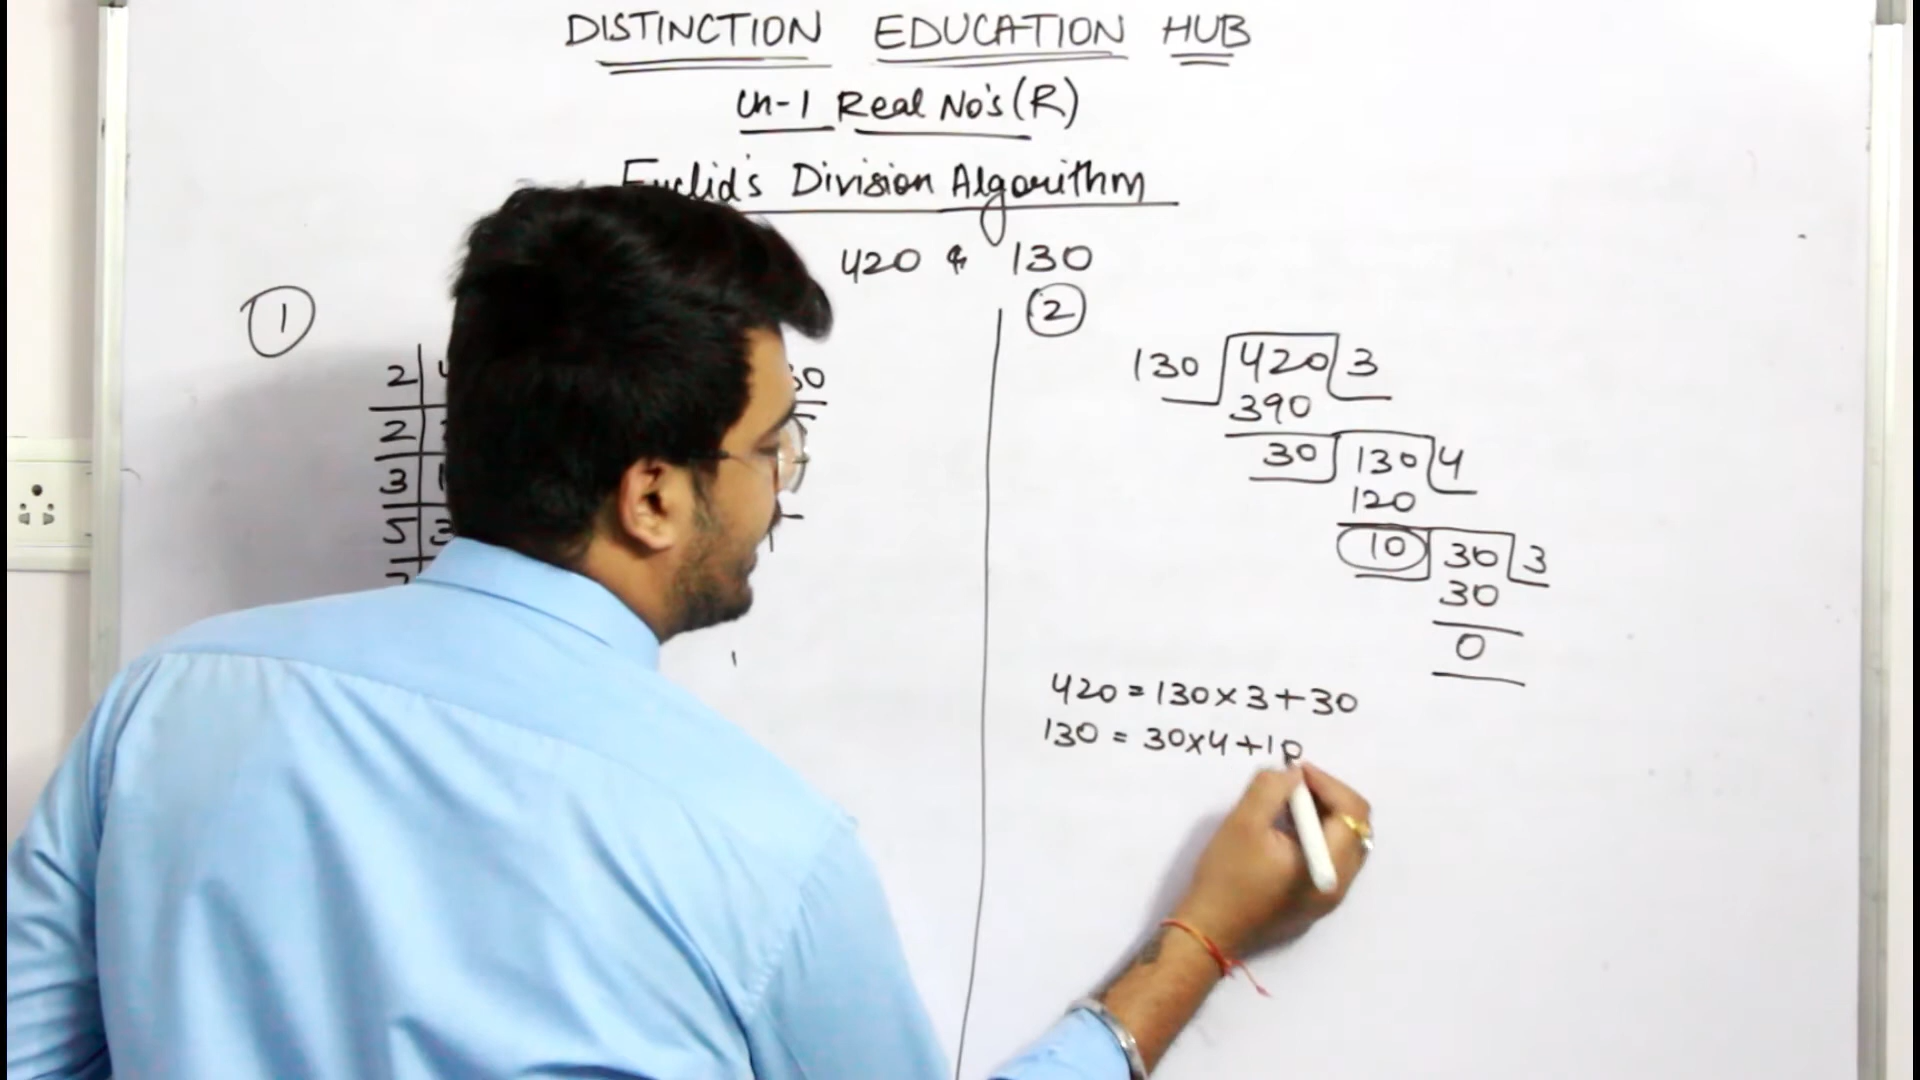 DISTINCTION EDUCATION HUB
Ch-1 Real No's (R)
Euclid's Division Algorithm
420 & 130
1
2
2
3
5 3
2
130 420 3
390
30 130 4
120
10 30 3
30
0
420 = 130 × 3 + 30
130 = 30 × 4 + 10